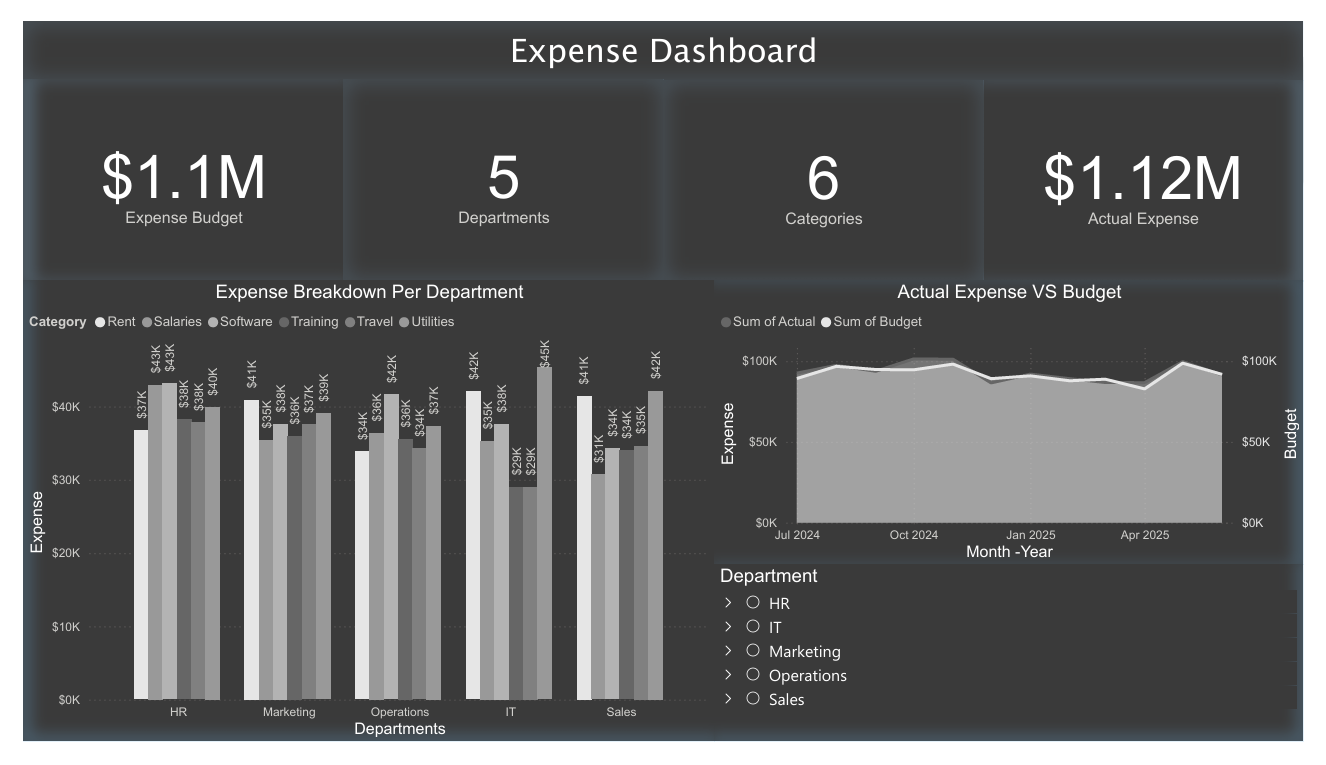 Expense Dashboard
$1.1M
Expense Budget
5
Departments
6
Categories
$1.12M
Actual Expense
Expense Breakdown Per Department
Category Rent Salaries Software Training Travel Utilities
Expense
$40K
$30K
$20K
$10K
$0K
$37K $43K $43K $38K $38K $40K
$41K $35K $38K $36K $37K $39K
$34K $36K $42K $36K $34K $37K
$42K $35K $38K $29K $29K $45K
$41K $31K $34K $34K $35K $42K
HR Marketing Operations IT Sales
Departments
Actual Expense VS Budget
Sum of Actual Sum of Budget
Expense
$100K
$50K
$0K
$100K
$50K
$0K
Budget
Jul 2024 Oct 2024 Jan 2025 Apr 2025
Month -Year
Department
HR
IT
Marketing
Operations
Sales